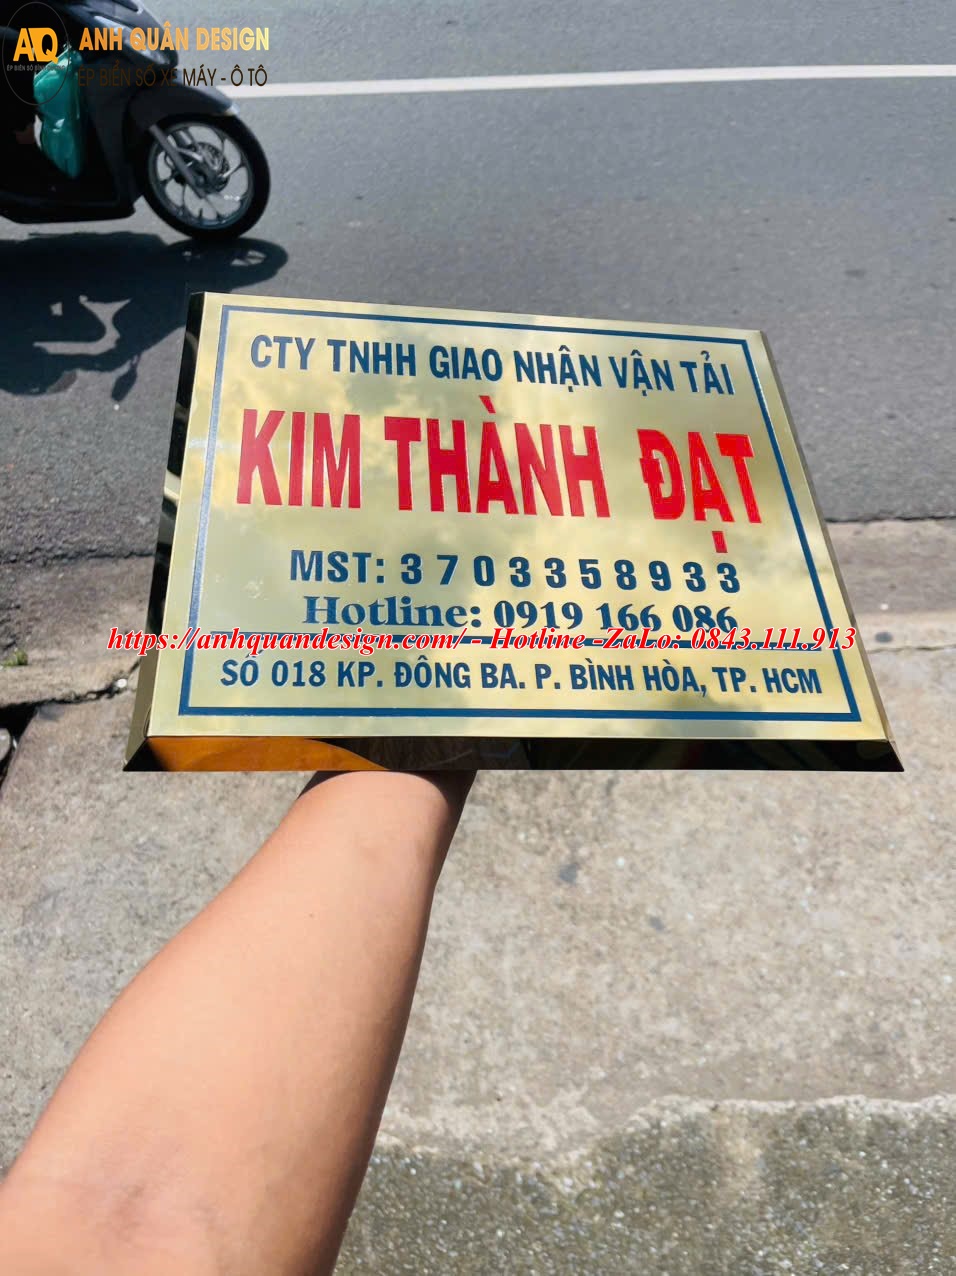 ANH QUÂN DESIGN
ÉP BIỂN SỐ XE MÁY - Ô TÔ
CTY TNHH GIAO NHẬN VẬN TẢI
KIM THÀNH ĐẠT
MST: 3703358933
Hotline: 0919 166 086
https://anhquandesign.com/ - Hotline -ZaLo: 0843.111.913
SỐ 018 KP. ĐÔNG BA. P. BÌNH HÒA, TP. HCM